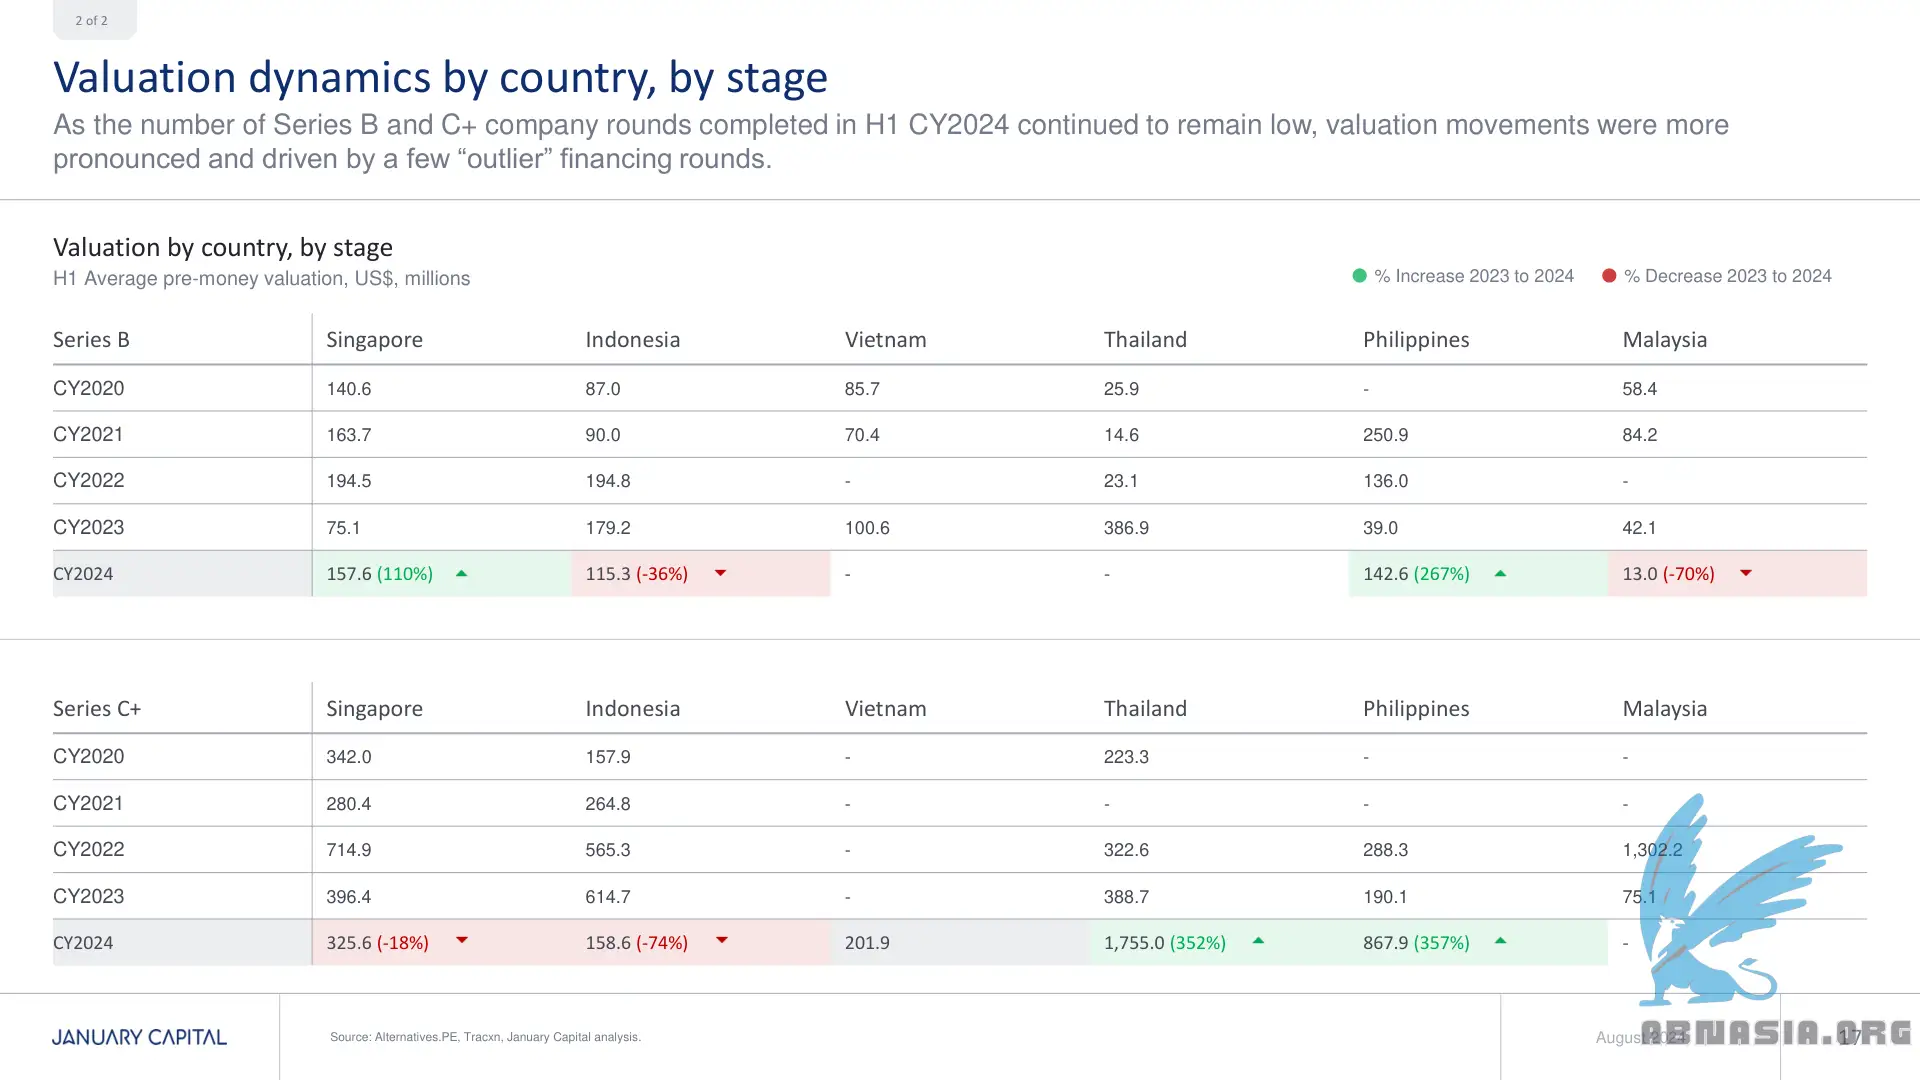 2 of 2
Valuation dynamics by country, by stage
As the number of Series B and C+ company rounds completed in H1 CY2024 continued to remain low, valuation movements were more
pronounced and driven by a few “outlier” financing rounds.
Valuation by country, by stage
H1 Average pre-money valuation, US$, millions
% Increase 2023 to 2024 % Decrease 2023 to 2024
Series B Singapore Indonesia Vietnam Thailand Philippines Malaysia
CY2020 140.6 87.0 85.7 25.9 - 58.4
CY2021 163.7 90.0 70.4 14.6 250.9 84.2
CY2022 194.5 194.8 - 23.1 136.0 -
CY2023 75.1 179.2 100.6 386.9 39.0 42.1
CY2024 157.6 (110%) 115.3 (-36%) - - 142.6 (267%) 13.0 (-70%)
Series C+ Singapore Indonesia Vietnam Thailand Philippines Malaysia
CY2020 342.0 157.9 - 223.3 - -
CY2021 280.4 264.8 - - - -
CY2022 714.9 565.3 - 322.6 288.3 1,302.2
CY2023 396.4 614.7 - 388.7 190.1 75.1
CY2024 325.6 (-18%) 158.6 (-74%) 201.9 1,755.0 (352%) 867.9 (357%) -
JANUARY CAPITAL
Source: Alternatives.PE, Tracxn, January Capital analysis.
August 2024
17
ABMASIA.ORG